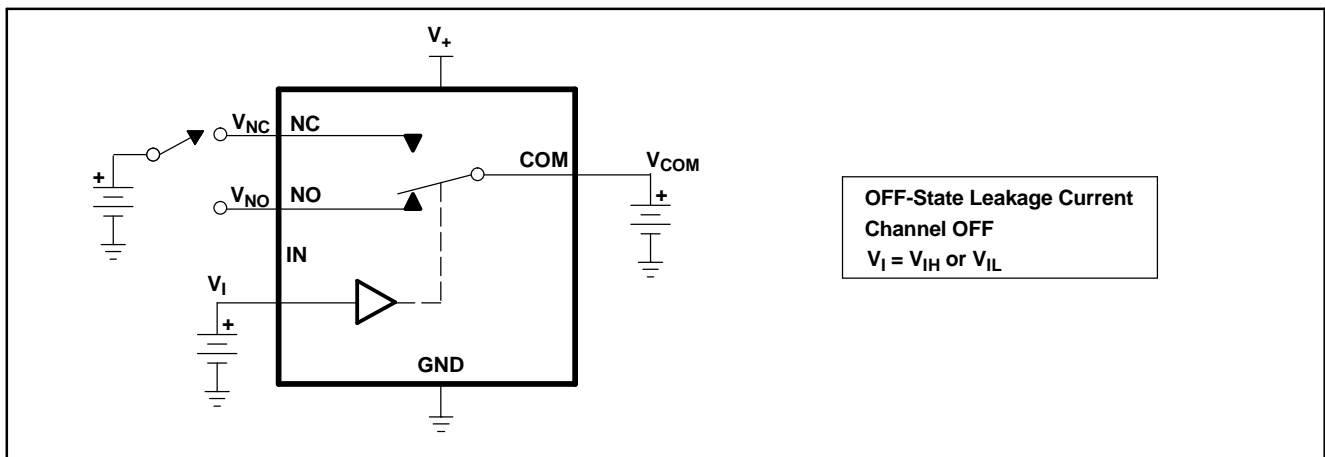 V+
VNC NC
COM VCOM
+
VNO NO
+
OFF-State Leakage Current
Channel OFF
VI = VIH or VIL
IN
VI
+
GND